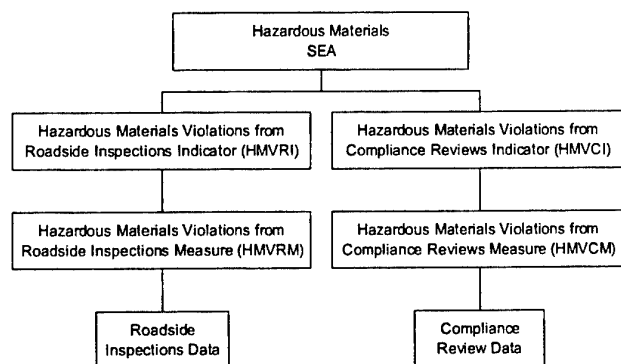 Hazardous Materials
SEA
Hazardous Materials Violations from
Roadside Inspections Indicator (HMVRI)
Hazardous Materials Violations from
Compliance Reviews Indicator (HMVCI)
Hazardous Materials Violations from
Roadside Inspections Measure (HMVRM)
Hazardous Materials Violations from
Compliance Reviews Measure (HMVCM)
Roadside
Inspections Data
Compliance
Review Data